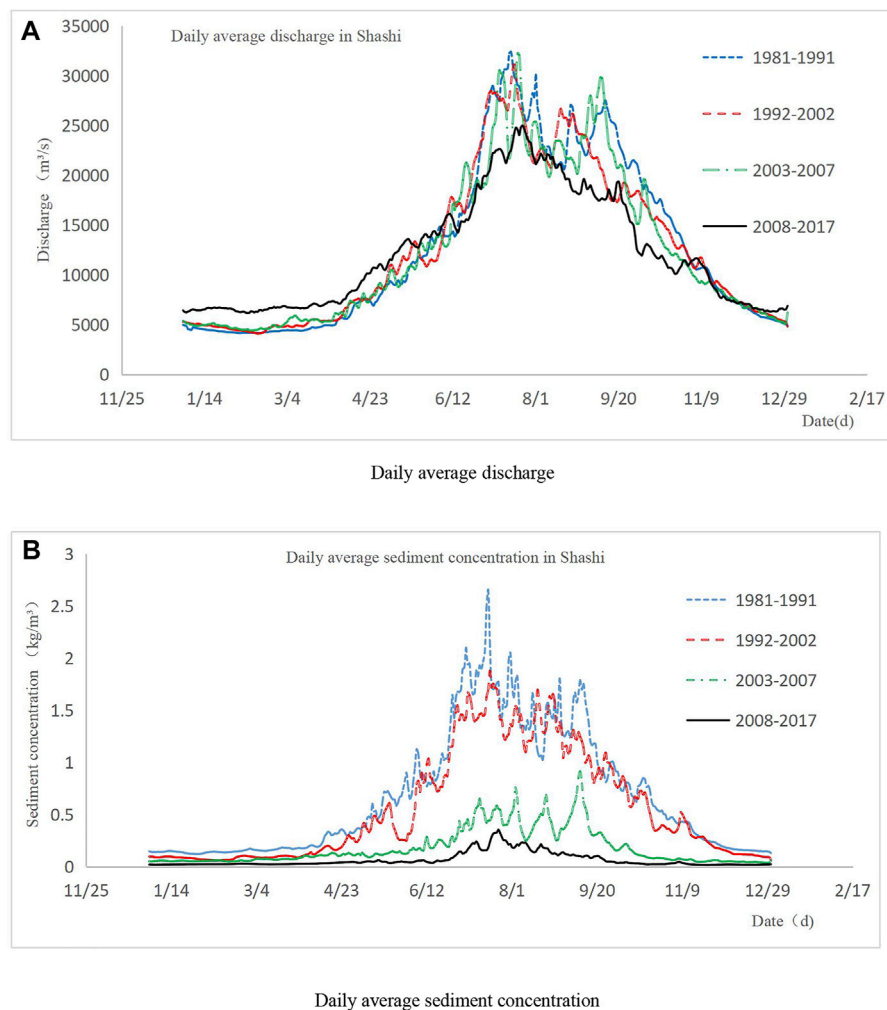 A
Daily average discharge in Shashi
35000
30000
25000
20000
15000
10000
5000
0
Discharge （m³/s）
1981-1991
1992-2002
2003-2007
2008-2017
11/25 1/14 3/4 4/23 6/12 8/1 9/20 11/9 12/29 2/17
Date(d)
Daily average discharge
B
Daily average sediment concentration in Shashi
3
2.5
2
1.5
1
0.5
0
Sediment concentration（kg/m³）
1981-1991
1992-2002
2003-2007
2008-2017
11/25 1/14 3/4 4/23 6/12 8/1 9/20 11/9 12/29 2/17
Date（d）
Daily average sediment concentration